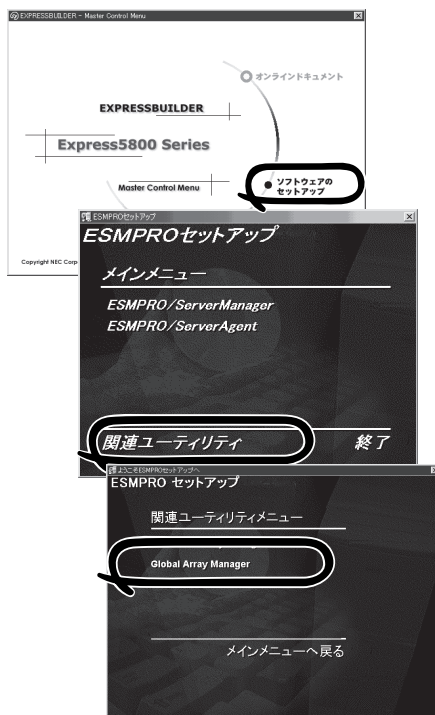 EXPRESSBUILDER - Master Control Menu
オンラインドキュメント
EXPRESSBUILDER
Express5800 Series
ソフトウェアの
セットアップ
Master Control Menu
Copyright NEC Corp
ESMPROセットアップ
ESMPROセットアップ
メインメニュー
ESMPRO/ServerManager
ESMPRO/ServerAgent
関連ユーティリティ
終了
ようこそESMPROセットアップへ
ESMPRO セットアップ
関連ユーティリティメニュー
Global Array Manager
メインメニューへ戻る